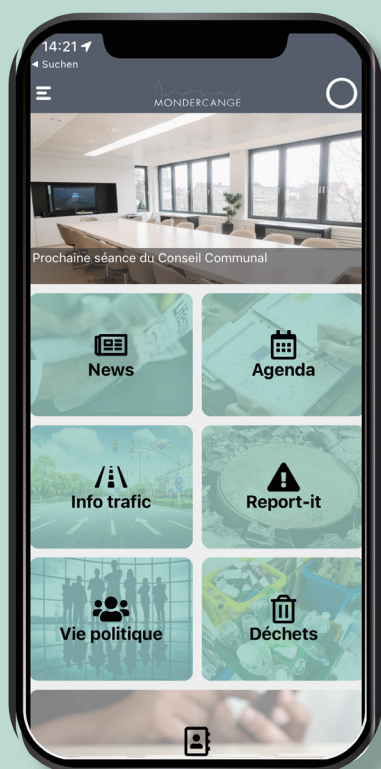 14:21
◀ Suchen
MONDERCANGE
Prochaine séance du Conseil Communal
News
Agenda
Info trafic
Report-it
Vie politique
Déchets